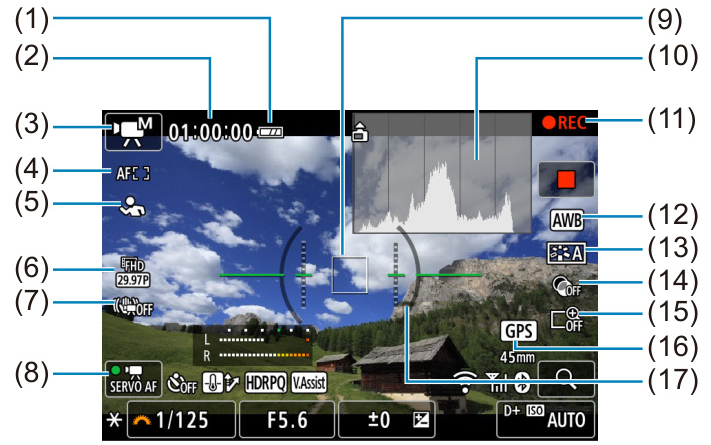 (1)
(2)
(3)
(4)
(5)
(6)
(7)
(8)
(9)
(10)
(11)
(12)
(13)
(14)
(15)
(16)
(17)
M
01:00:00
REC
AF
AWB
A
FHD
29.97P
OFF
OFF
OFF
GPS
45mm
L
R
SERVO AF
OFF
HDRPQ
V.Assist
1/125
F5.6
±0
D+ ISO AUTO